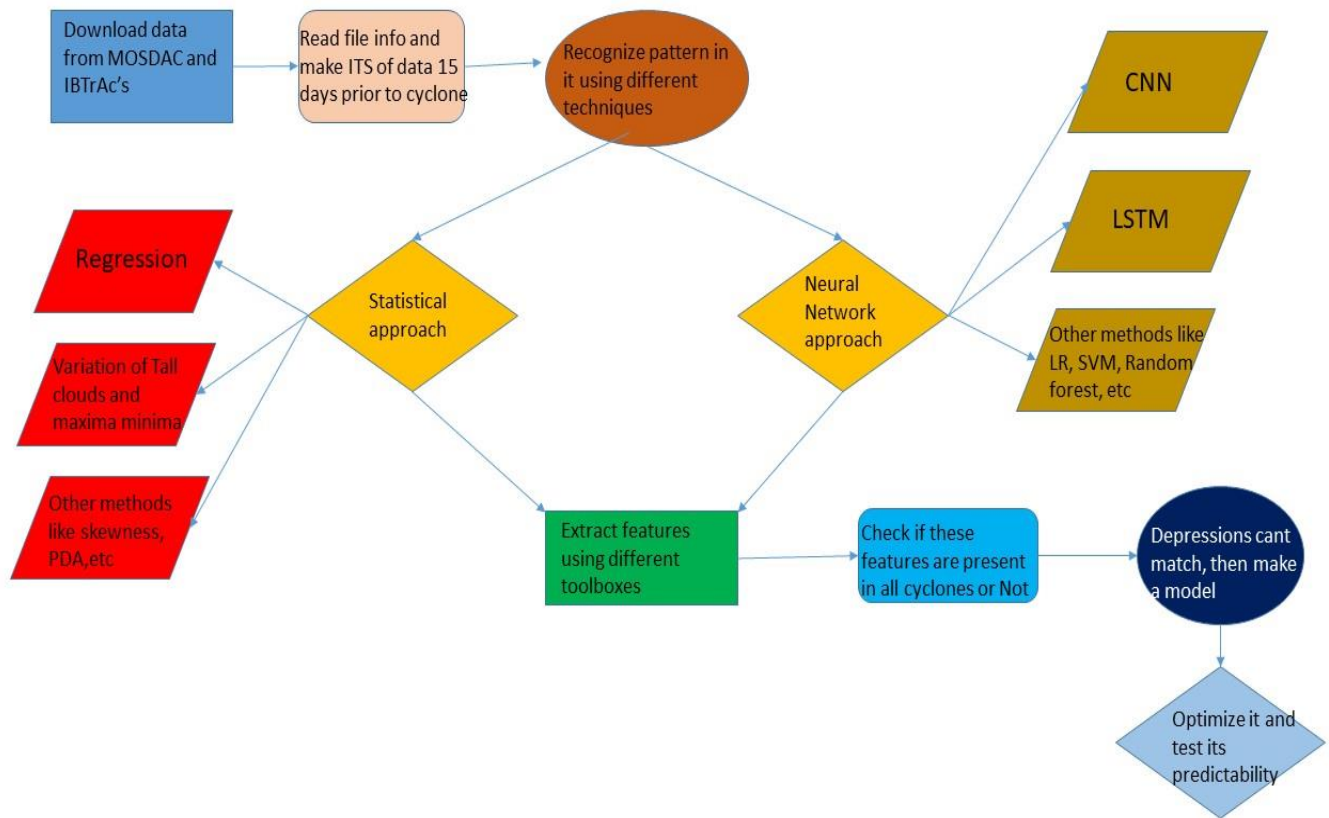 Download data
from MOSDAC and
IBTrAc's
Read file info and
make ITS of data 15
days prior to cyclone
Recognize pattern in
it using different
techniques
CNN
LSTM
Other methods like
LR, SVM, Random
forest, etc
Regression
Variation of Tall
clouds and
maxima minima
Other methods
like skewness,
PDA,etc
Statistical
approach
Neural
Network
approach
Extract features
using different
toolboxes
Check if these
features are present
in all cyclones or Not
Depressions cant
match, then make
a model
Optimize it and
test its
predictability